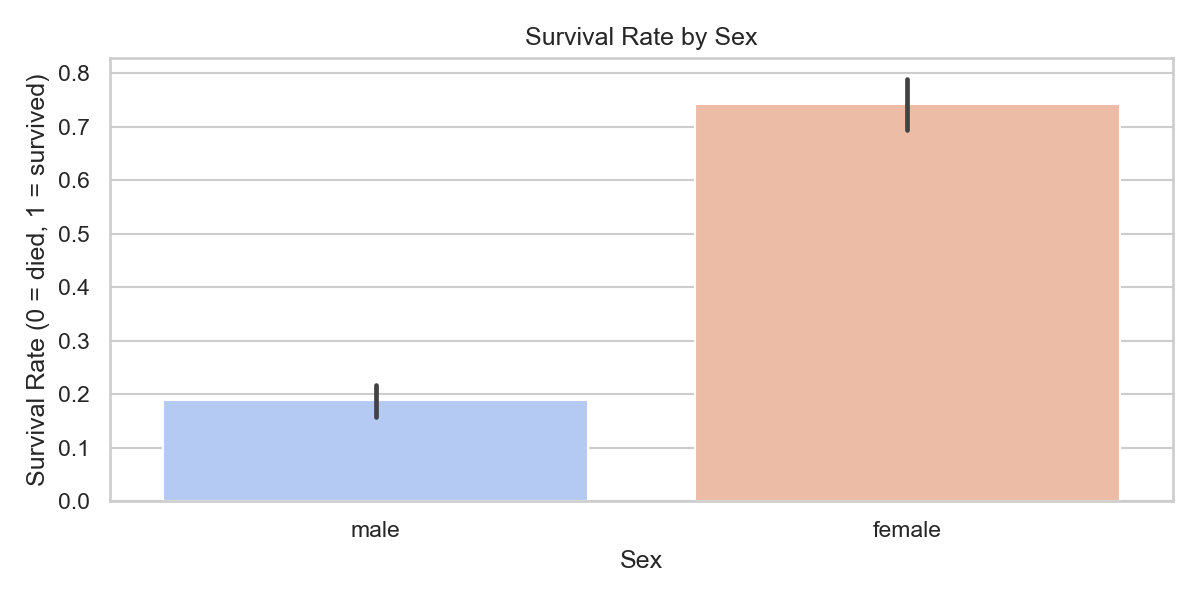 Survival Rate by Sex
Survival Rate (0 = died, 1 = survived)
0.8
0.7
0.6
0.5
0.4
0.3
0.2
0.1
0.0
male
female
Sex